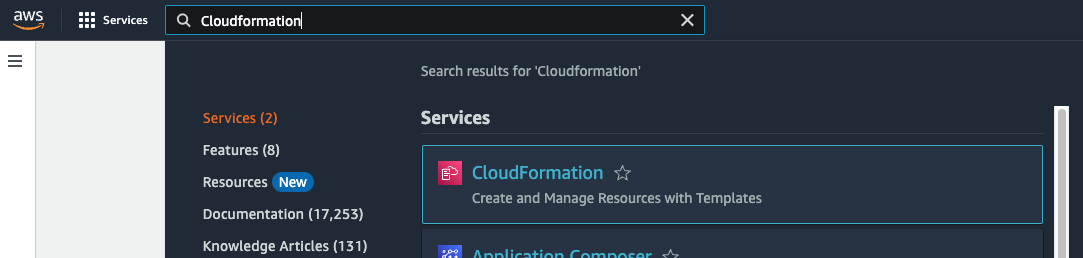 aws
Services
Cloudformation
Search results for 'Cloudformation'
Services (2)
Features (8)
Resources New
Documentation (17,253)
Knowledge Articles (131)
Services
CloudFormation
Create and Manage Resources with Templates
Application Composer